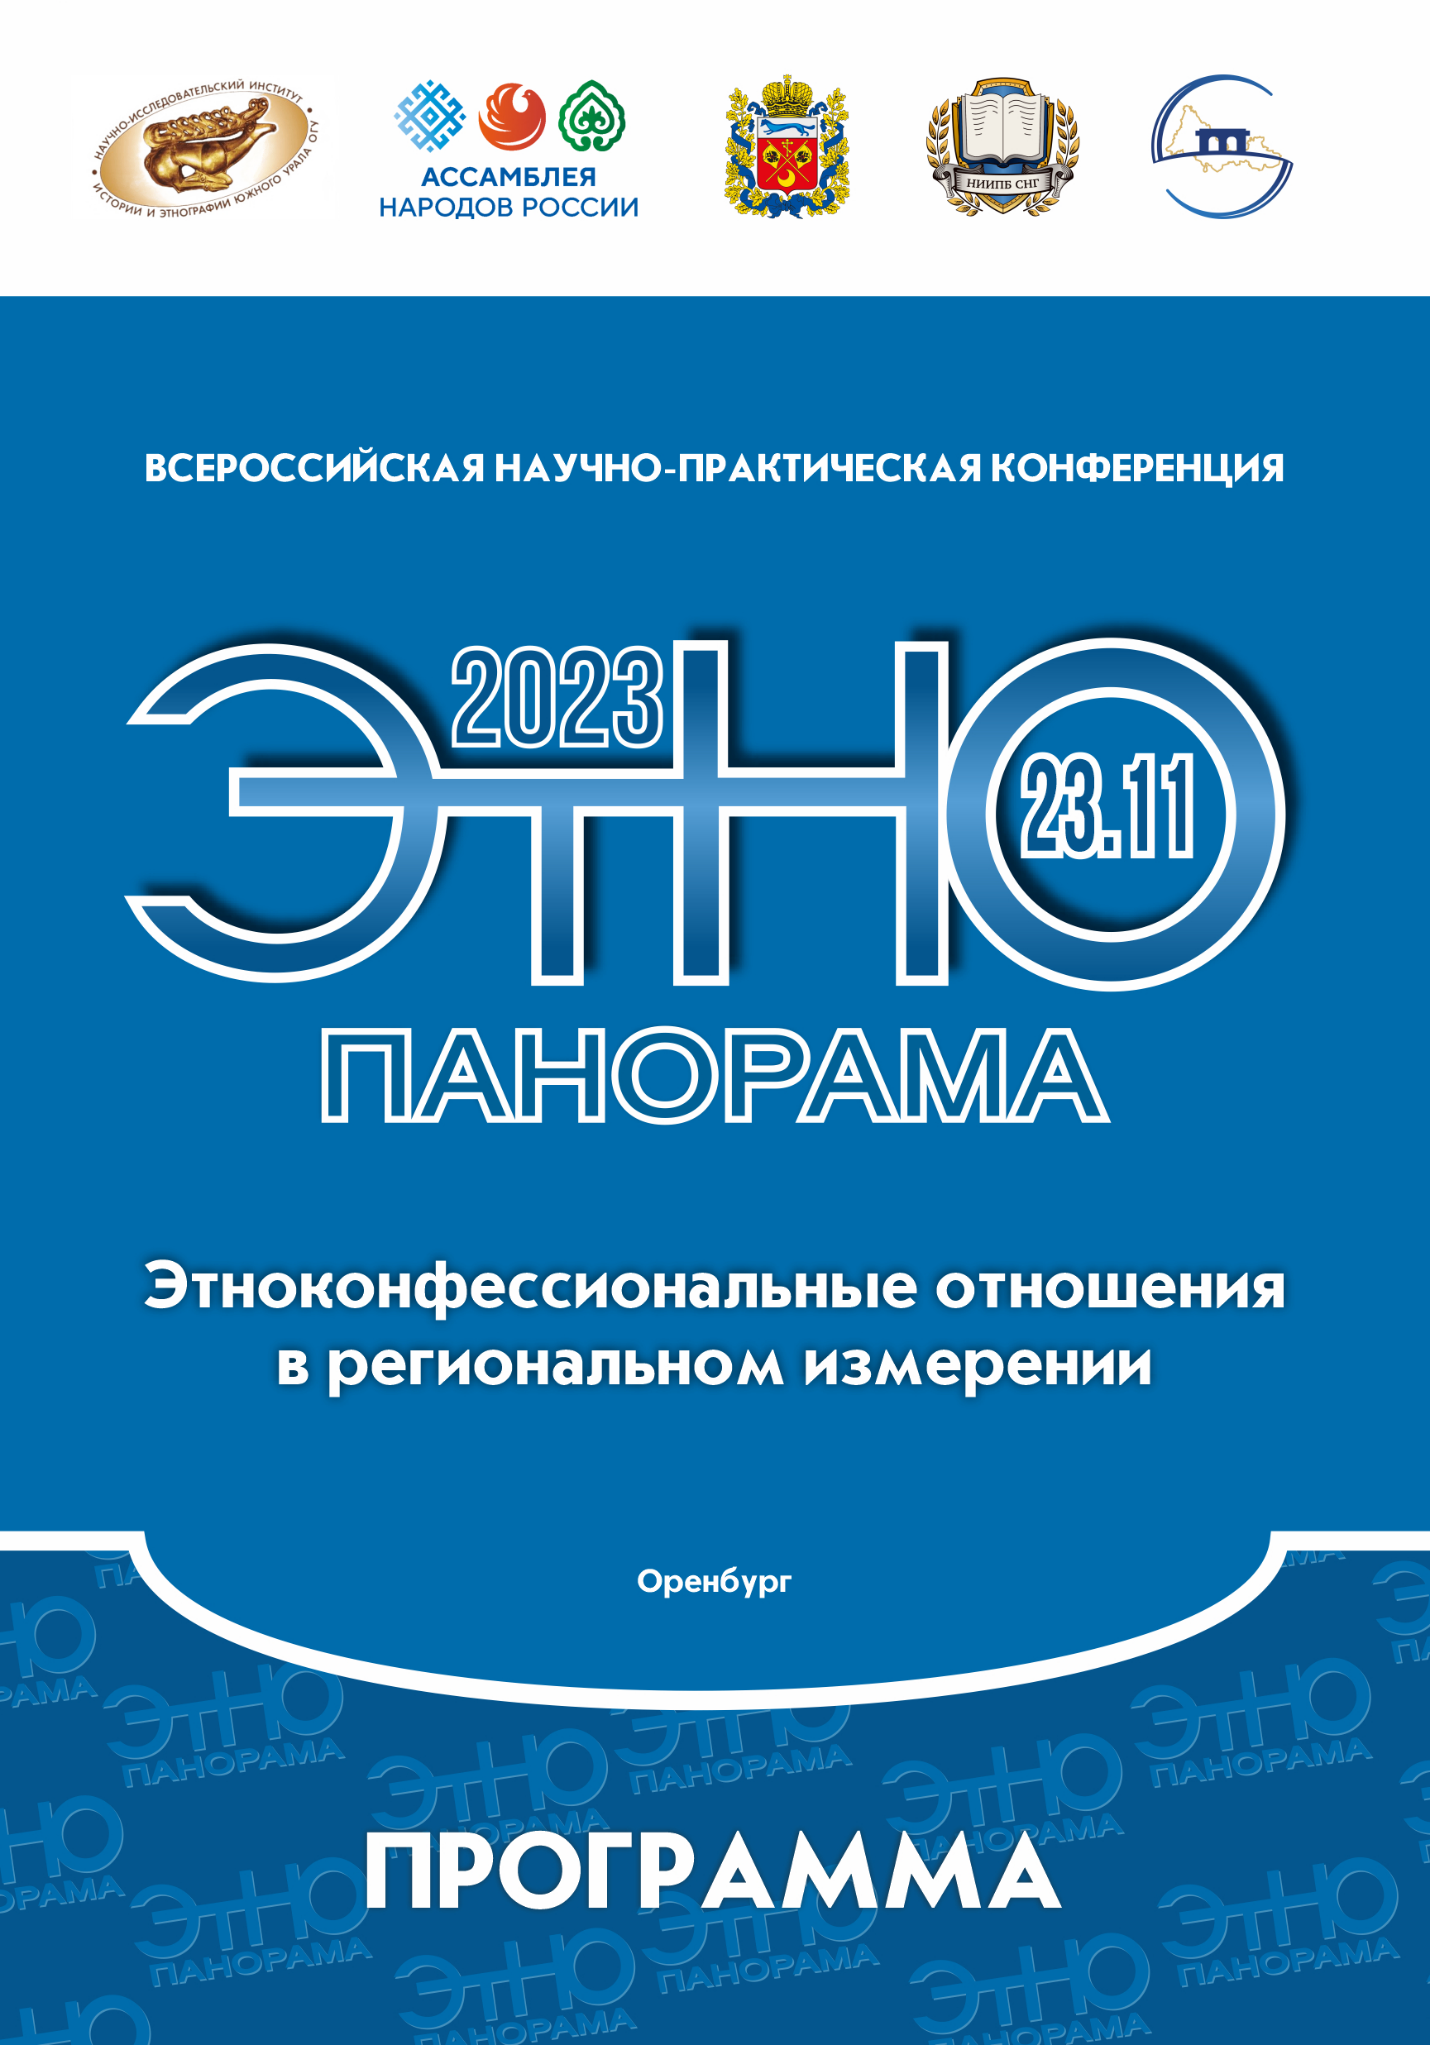 НАУЧНО-ИССЛЕДОВАТЕЛЬСКИЙ ИНСТИТУТ
ИСТОРИИ И ЭТНОГРАФИИ ЮЖНОГО УРАЛА ОГУ
АССАМБЛЕЯ
НАРОДОВ РОССИИ
НИИПБ СНГ
ВСЕРОССИЙСКАЯ НАУЧНО-ПРАКТИЧЕСКАЯ КОНФЕРЕНЦИЯ
ЭТНО
2023
23.11
ПАНОРАМА
Этноконфессиональные отношения
в региональном измерении
Оренбург
ПРОГРАММА